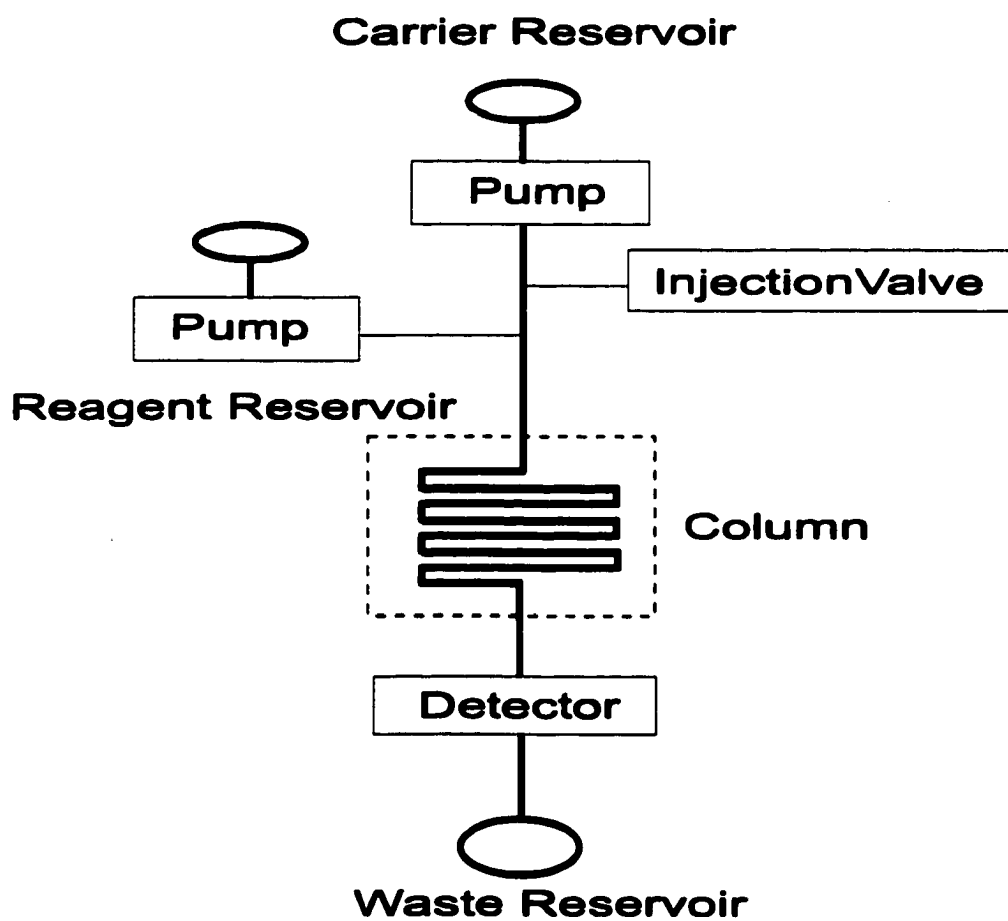 Carrier Reservoir
Pump
InjectionValve
Pump
Reagent Reservoir
Column
Detector
Waste Reservoir